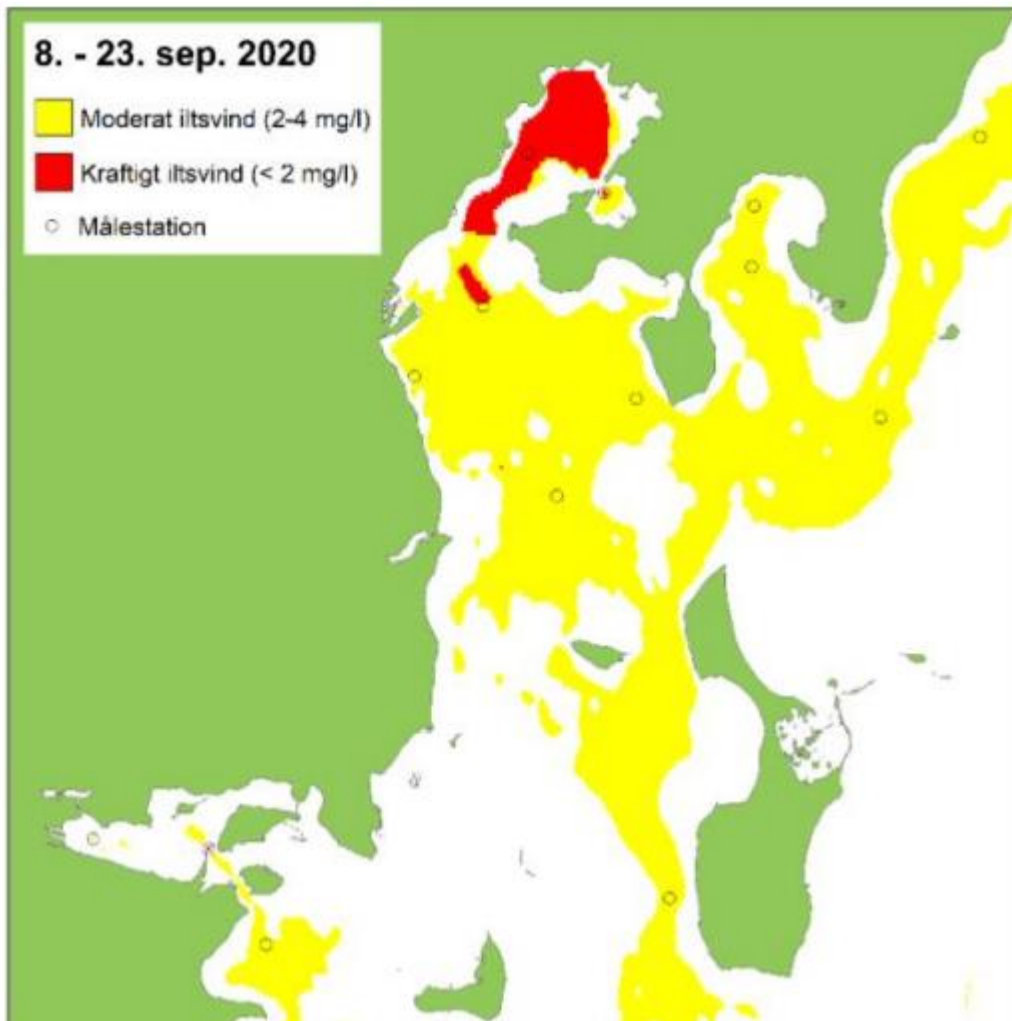 8. - 23. sep. 2020
Moderat iltsvind (2-4 mg/l)
Kraftigt iltsvind (< 2 mg/l)
Målestation